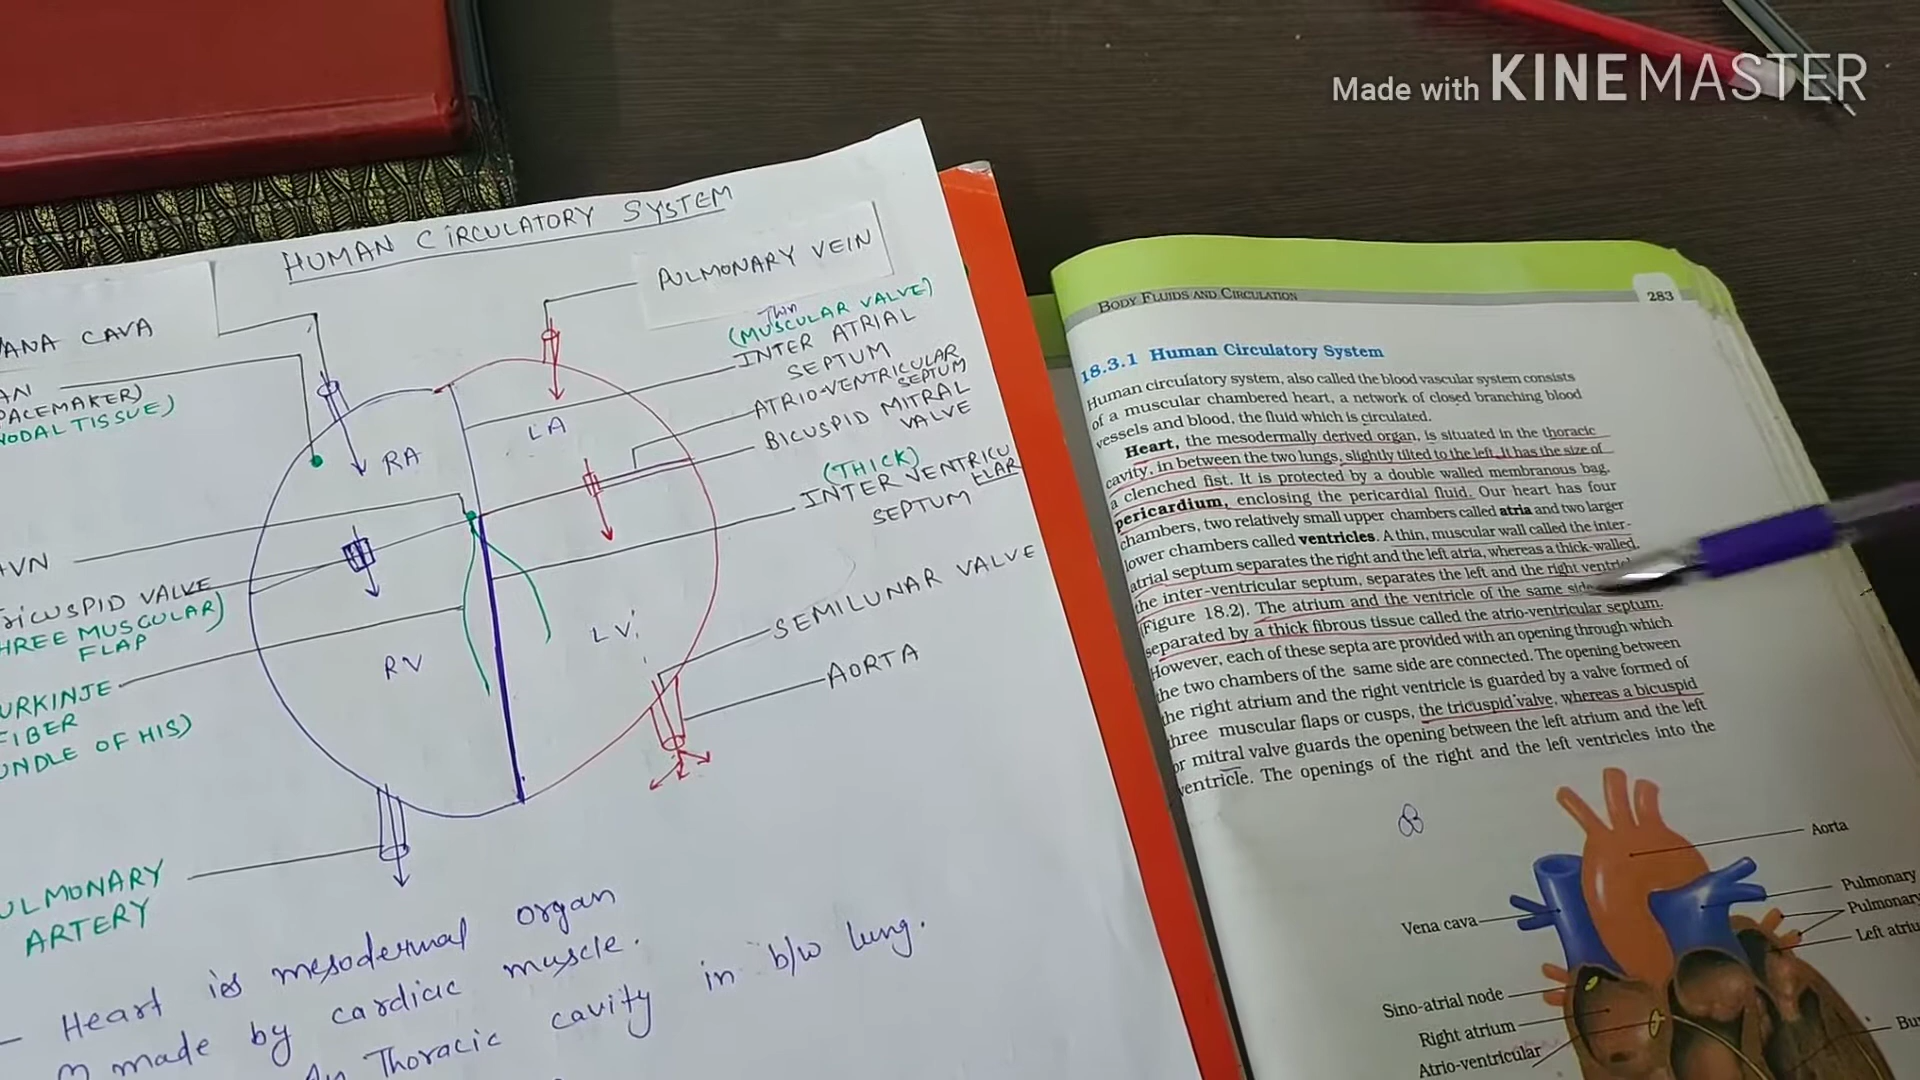 Made with KINEMASTER
HUMAN CIRCULATORY SYSTEM
PULMONARY VEIN
ANA CAVA
AN
PACEMAKER)
NODAL TISSUE)
Thin
(MUSCULAR VALVE)
INTER ATRIAL
SEPTUM
ATRIO-VENTRICULAR
SEPTUM
BICUSPID MITRAL
VALVE
(THICK)
INTER VENTRICU
LAR
SEPTUM
LA
RA
AVN
TRICUSPID VALVE
HREE MUSCULAR)
FLAP
RV
LV
URKINJE
FIBER
UNDLE OF HIS)
SEMILUNAR VALVE
AORTA
ULMONARY
ARTERY
– Heart is mesodermal organ
made by cardiac muscle.
Thoracic cavity in b/w lung.
BODY FLUIDS AND CIRCULATION
283
18.3.1 Human Circulatory System
Human circulatory system, also called the blood vascular system consists
of a muscular chambered heart, a network of closed branching blood
vessels and blood, the fluid which is circulated.
Heart, the mesodermally derived organ, is situated in the thoracic
cavity, in between the two lungs, slightly tilted to the left. It has the size of
a clenched fist. It is protected by a double walled membranous bag,
pericardium, enclosing the pericardial fluid. Our heart has four
chambers, two relatively small upper chambers called atria and two larger
lower chambers called ventricles. A thin, muscular wall called the inter-
atrial septum separates the right and the left atria, whereas a thick-walled,
the inter-ventricular septum, separates the left and the right ventric
(Figure 18.2). The atrium and the ventricle of the same side
separated by a thick fibrous tissue called the atrio-ventricular septum.
However, each of these septa are provided with an opening through which
the two chambers of the same side are connected. The opening between
the right atrium and the right ventricle is guarded by a valve formed of
three muscular flaps or cusps, the tricuspid valve, whereas a bicuspid
or mitral valve guards the opening between the left atrium and the left
ventricle. The openings of the right and the left ventricles into the
Aorta
Pulmonary
Pulmonary
Left atriu
Vena cava
Sino-atrial node
Right atrium
Atrio-ventricular
Bu